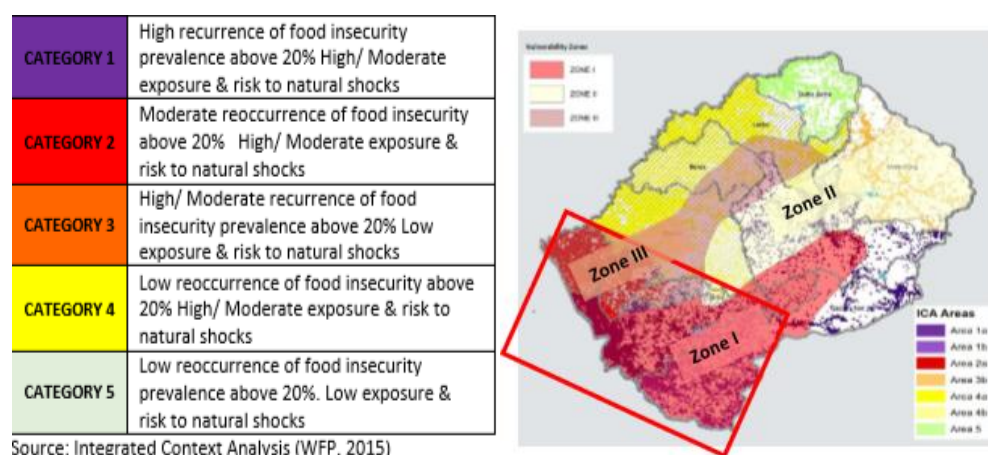 CATEGORY 1
High recurrence of food insecurity
prevalence above 20% High/ Moderate
exposure & risk to natural shocks
CATEGORY 2
Moderate reoccurrence of food insecurity
above 20% High/ Moderate exposure &
risk to natural shocks
CATEGORY 3
High/ Moderate recurrence of food
insecurity prevalence above 20% Low
exposure & risk to natural shocks
CATEGORY 4
Low reoccurrence of food insecurity above
20% High/ Moderate exposure & risk to
natural shocks
CATEGORY 5
Low reoccurrence of food insecurity
prevalence above 20%. Low exposure &
risk to natural shocks
Source: Integrated Context Analysis (WFP, 2015)
Vulnerability Zones
ZONE I
ZONE II
ZONE III
Zone II
Zone III
Zone I
ICA Areas
Area 1a
Area 1b
Area 2a
Area 3b
Area 4a
Area 4b
Area 5